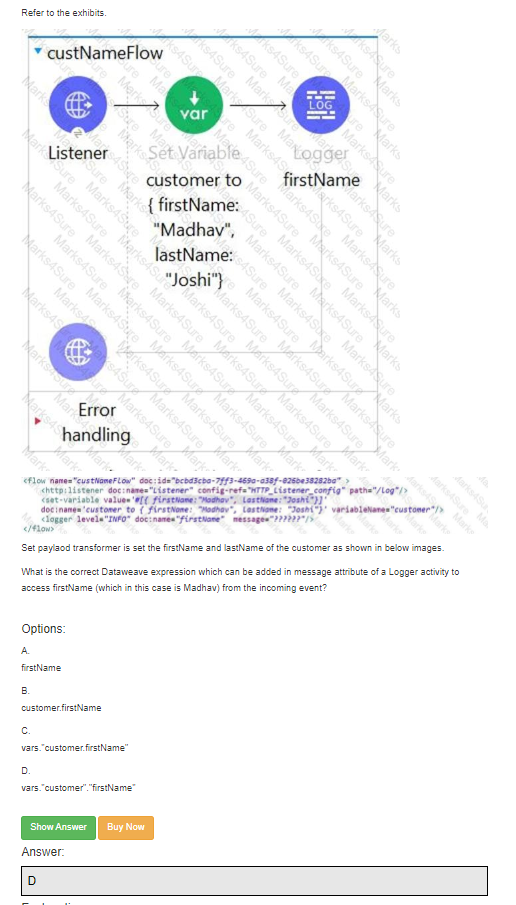 Refer to the exhibits.
custNameFlow
var
LOG
Listener
Set Variable
Logger
customer to
firstName
{ firstName:
"Madhav",
lastName:
"Joshi"}
Error
handling
<flow name="custNameFlow" doc:id="bcbd3cba-7ff3-469a-a38f-026be38282ba" >
<http:listener doc:name="Listener" config-ref="HTTP_Listener_config" path="/Log"/>
<set-variable value='#[{ firstName:"Madhav", LastName:"Joshi"}]'
doc:name='customer to { firstName: "Madhav", LastName: "Joshi"}' variableName="customer"/>
<logger level="INFO" doc:name="firstName" message="??????"/>
</flow>
Set paylaod transformer is set the firstName and lastName of the customer as shown in below images.
What is the correct Dataweave expression which can be added in message attribute of a Logger activity to
access firstName (which in this case is Madhav) from the incoming event?
Options:
A.
firstName
B.
customer.firstName
C.
vars."customer.firstName"
D.
vars."customer"."firstName"
Show Answer Buy Now
Answer:
D